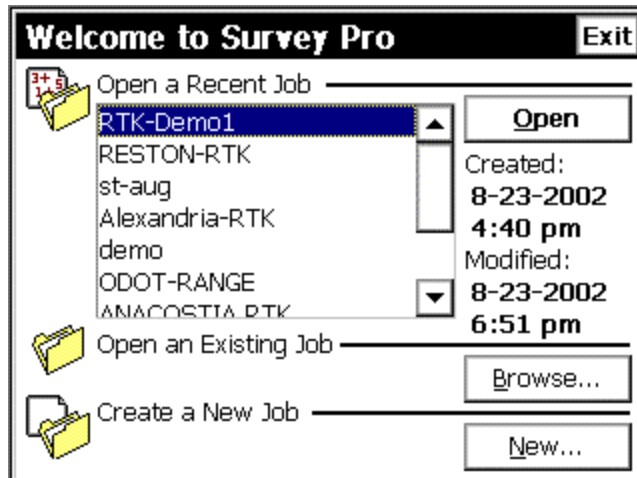 Welcome to Survey Pro
Exit
Open a Recent Job
RTK-Demo1
RESTON-RTK
st-aug
Alexandria-RTK
demo
ODOT-RANGE
ANACOSTIA RTK
Open
Created:
8-23-2002
4:40 pm
Modified:
8-23-2002
6:51 pm
Open an Existing Job
Browse...
Create a New Job
New...